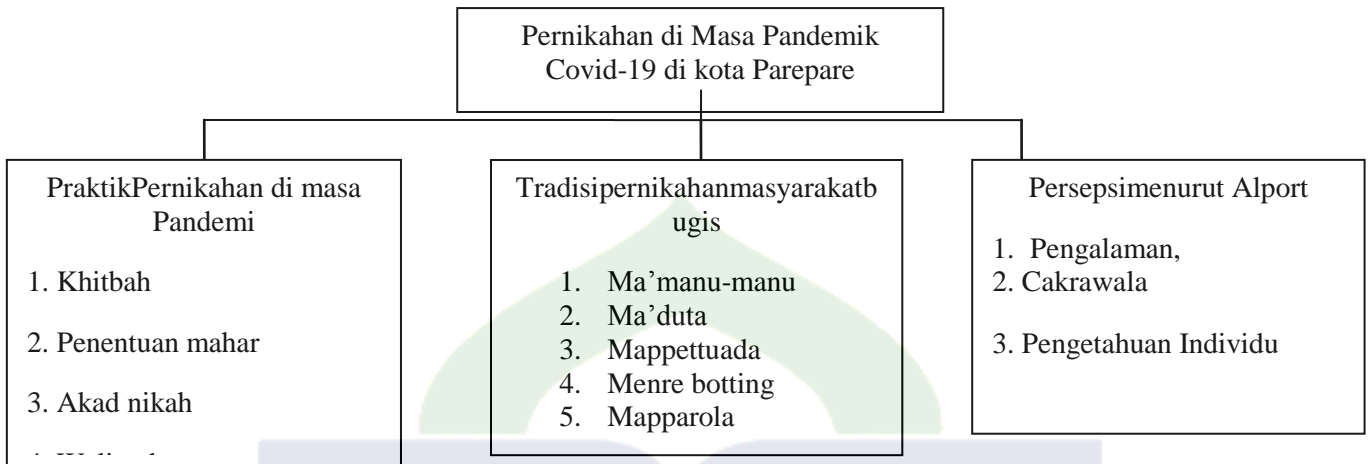 Pernikahan di Masa Pandemik
Covid-19 di kota Parepare
PraktikPernikahan di masa
Pandemi
1. Khitbah
2. Penentuan mahar
3. Akad nikah
Tradisipernikahanmasyarakatb
ugis
1. Ma’manu-manu
2. Ma’duta
3. Mappettuada
4. Menre botting
5. Mapparola
Persepsimenurut Alport
1. Pengalaman,
2. Cakrawala
3. Pengetahuan Individu